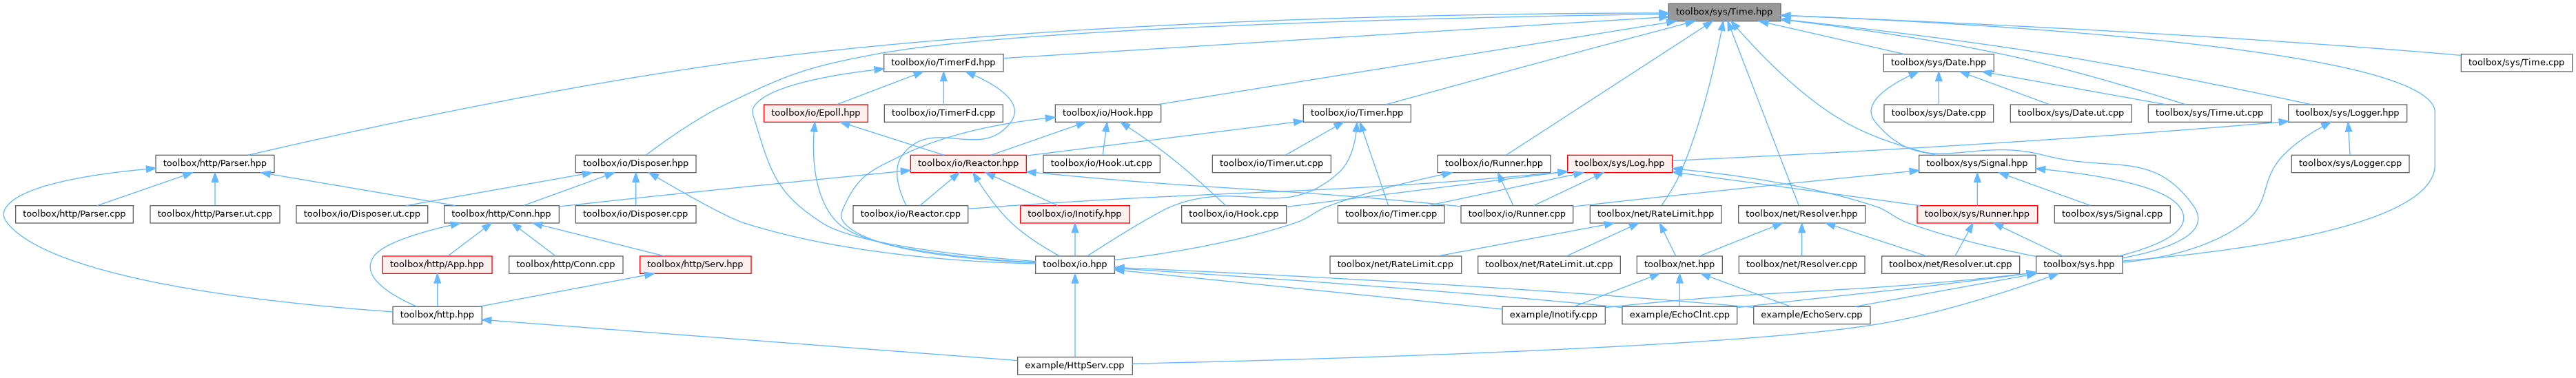 toolbox/sys/Time.hpp
toolbox/io/TimerFd.hpp
toolbox/sys/Date.hpp
toolbox/sys/Time.cpp
toolbox/io/Epoll.hpp
toolbox/io/TimerFd.cpp
toolbox/io/Hook.hpp
toolbox/io/Timer.hpp
toolbox/sys/Date.cpp
toolbox/sys/Date.ut.cpp
toolbox/sys/Time.ut.cpp
toolbox/sys/Logger.hpp
toolbox/http/Parser.hpp
toolbox/io/Disposer.hpp
toolbox/io/Reactor.hpp
toolbox/io/Hook.ut.cpp
toolbox/io/Timer.ut.cpp
toolbox/io/Runner.hpp
toolbox/sys/Log.hpp
toolbox/sys/Signal.hpp
toolbox/sys/Logger.cpp
toolbox/http/Parser.cpp
toolbox/http/Parser.ut.cpp
toolbox/io/Disposer.ut.cpp
toolbox/http/Conn.hpp
toolbox/io/Disposer.cpp
toolbox/io/Reactor.cpp
toolbox/io/Inotify.hpp
toolbox/io/Hook.cpp
toolbox/io/Timer.cpp
toolbox/io/Runner.cpp
toolbox/net/RateLimit.hpp
toolbox/net/Resolver.hpp
toolbox/sys/Runner.hpp
toolbox/sys/Signal.cpp
toolbox/http/App.hpp
toolbox/http/Conn.cpp
toolbox/http/Serv.hpp
toolbox/io.hpp
toolbox/net/RateLimit.cpp
toolbox/net/RateLimit.ut.cpp
toolbox/net.hpp
toolbox/net/Resolver.cpp
toolbox/net/Resolver.ut.cpp
toolbox/sys.hpp
toolbox/http.hpp
example/Inotify.cpp
example/EchoClnt.cpp
example/EchoServ.cpp
example/HttpServ.cpp